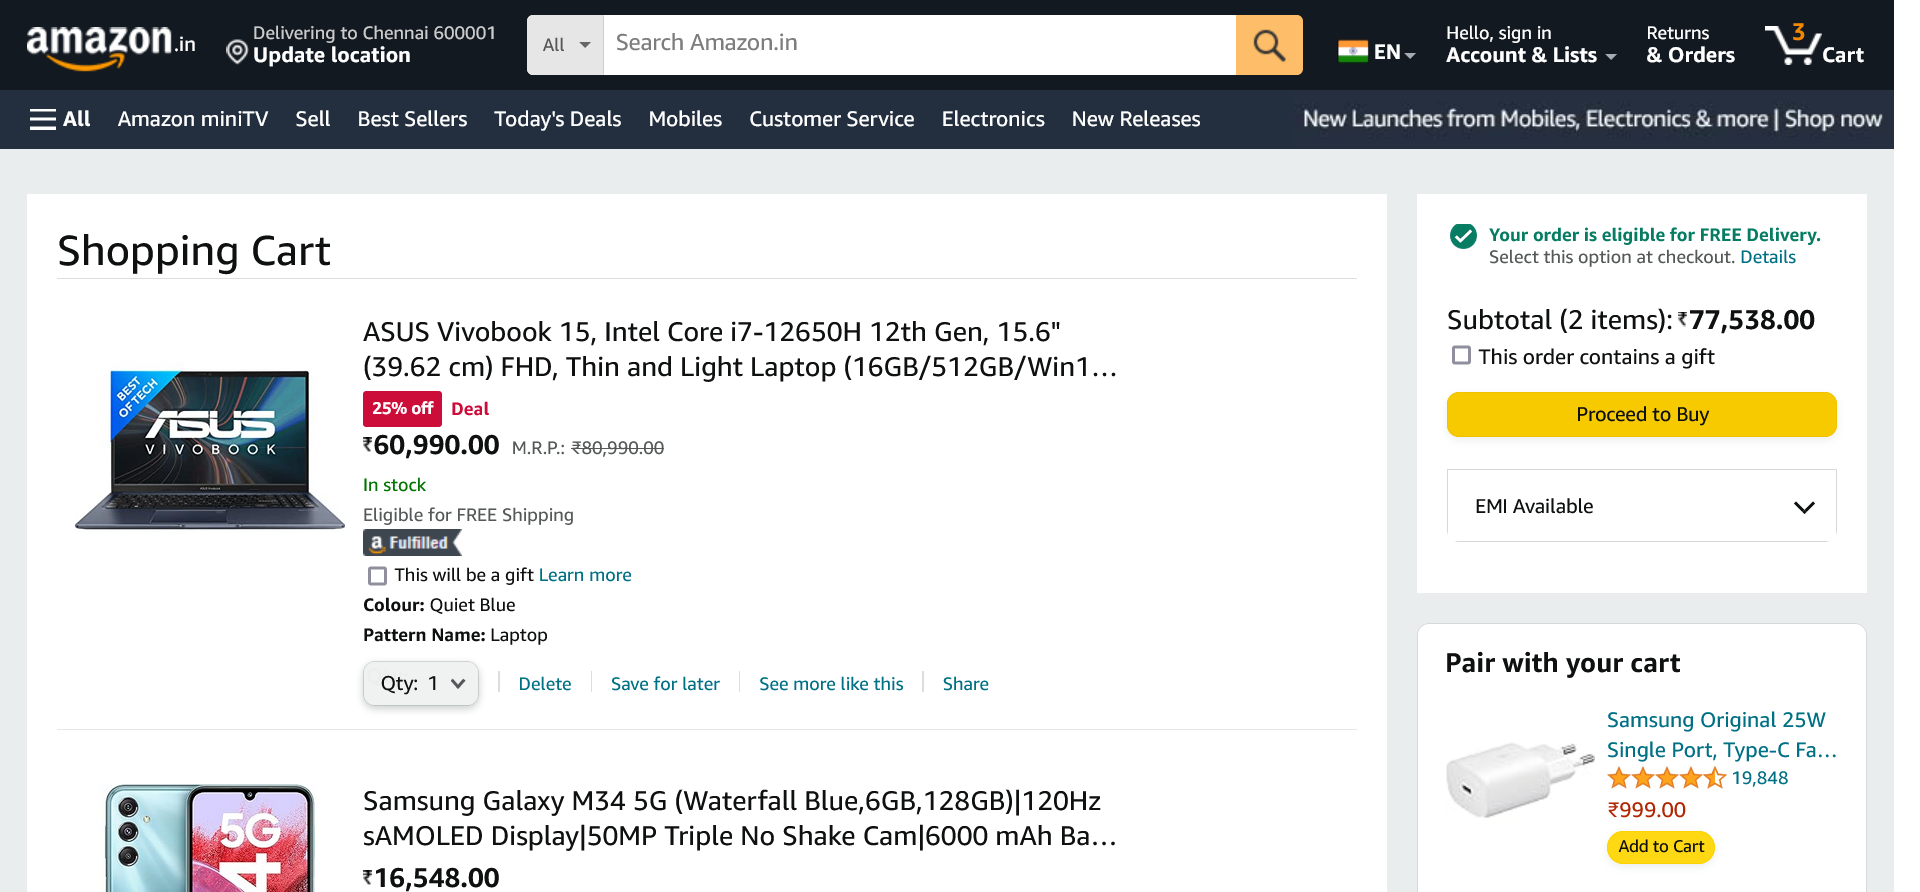 amazon.in
Delivering to Chennai 600001
Update location
All
Search Amazon.in
EN
Hello, sign in
Account & Lists
Returns
& Orders
3
Cart
All
Amazon miniTV
Sell
Best Sellers
Today's Deals
Mobiles
Customer Service
Electronics
New Releases
New Launches from Mobiles, Electronics & more | Shop now
Shopping Cart
BEST
OF TECH
ASUS
VIVOBOOK
ASUS Vivobook 15, Intel Core i7-12650H 12th Gen, 15.6"
(39.62 cm) FHD, Thin and Light Laptop (16GB/512GB/Win1...
25% off Deal
₹60,990.00 M.R.P.: ₹80,990.00
In stock
Eligible for FREE Shipping
a Fulfilled
This will be a gift Learn more
Colour: Quiet Blue
Pattern Name: Laptop
Qty: 1
Delete
Save for later
See more like this
Share
5G
Samsung Galaxy M34 5G (Waterfall Blue,6GB,128GB)|120Hz
sAMOLED Display|50MP Triple No Shake Cam|6000 mAh Ba...
₹16,548.00
Your order is eligible for FREE Delivery.
Select this option at checkout. Details
Subtotal (2 items): ₹77,538.00
This order contains a gift
Proceed to Buy
EMI Available
Pair with your cart
Samsung Original 25W
Single Port, Type-C Fa...
19,848
₹999.00
Add to Cart